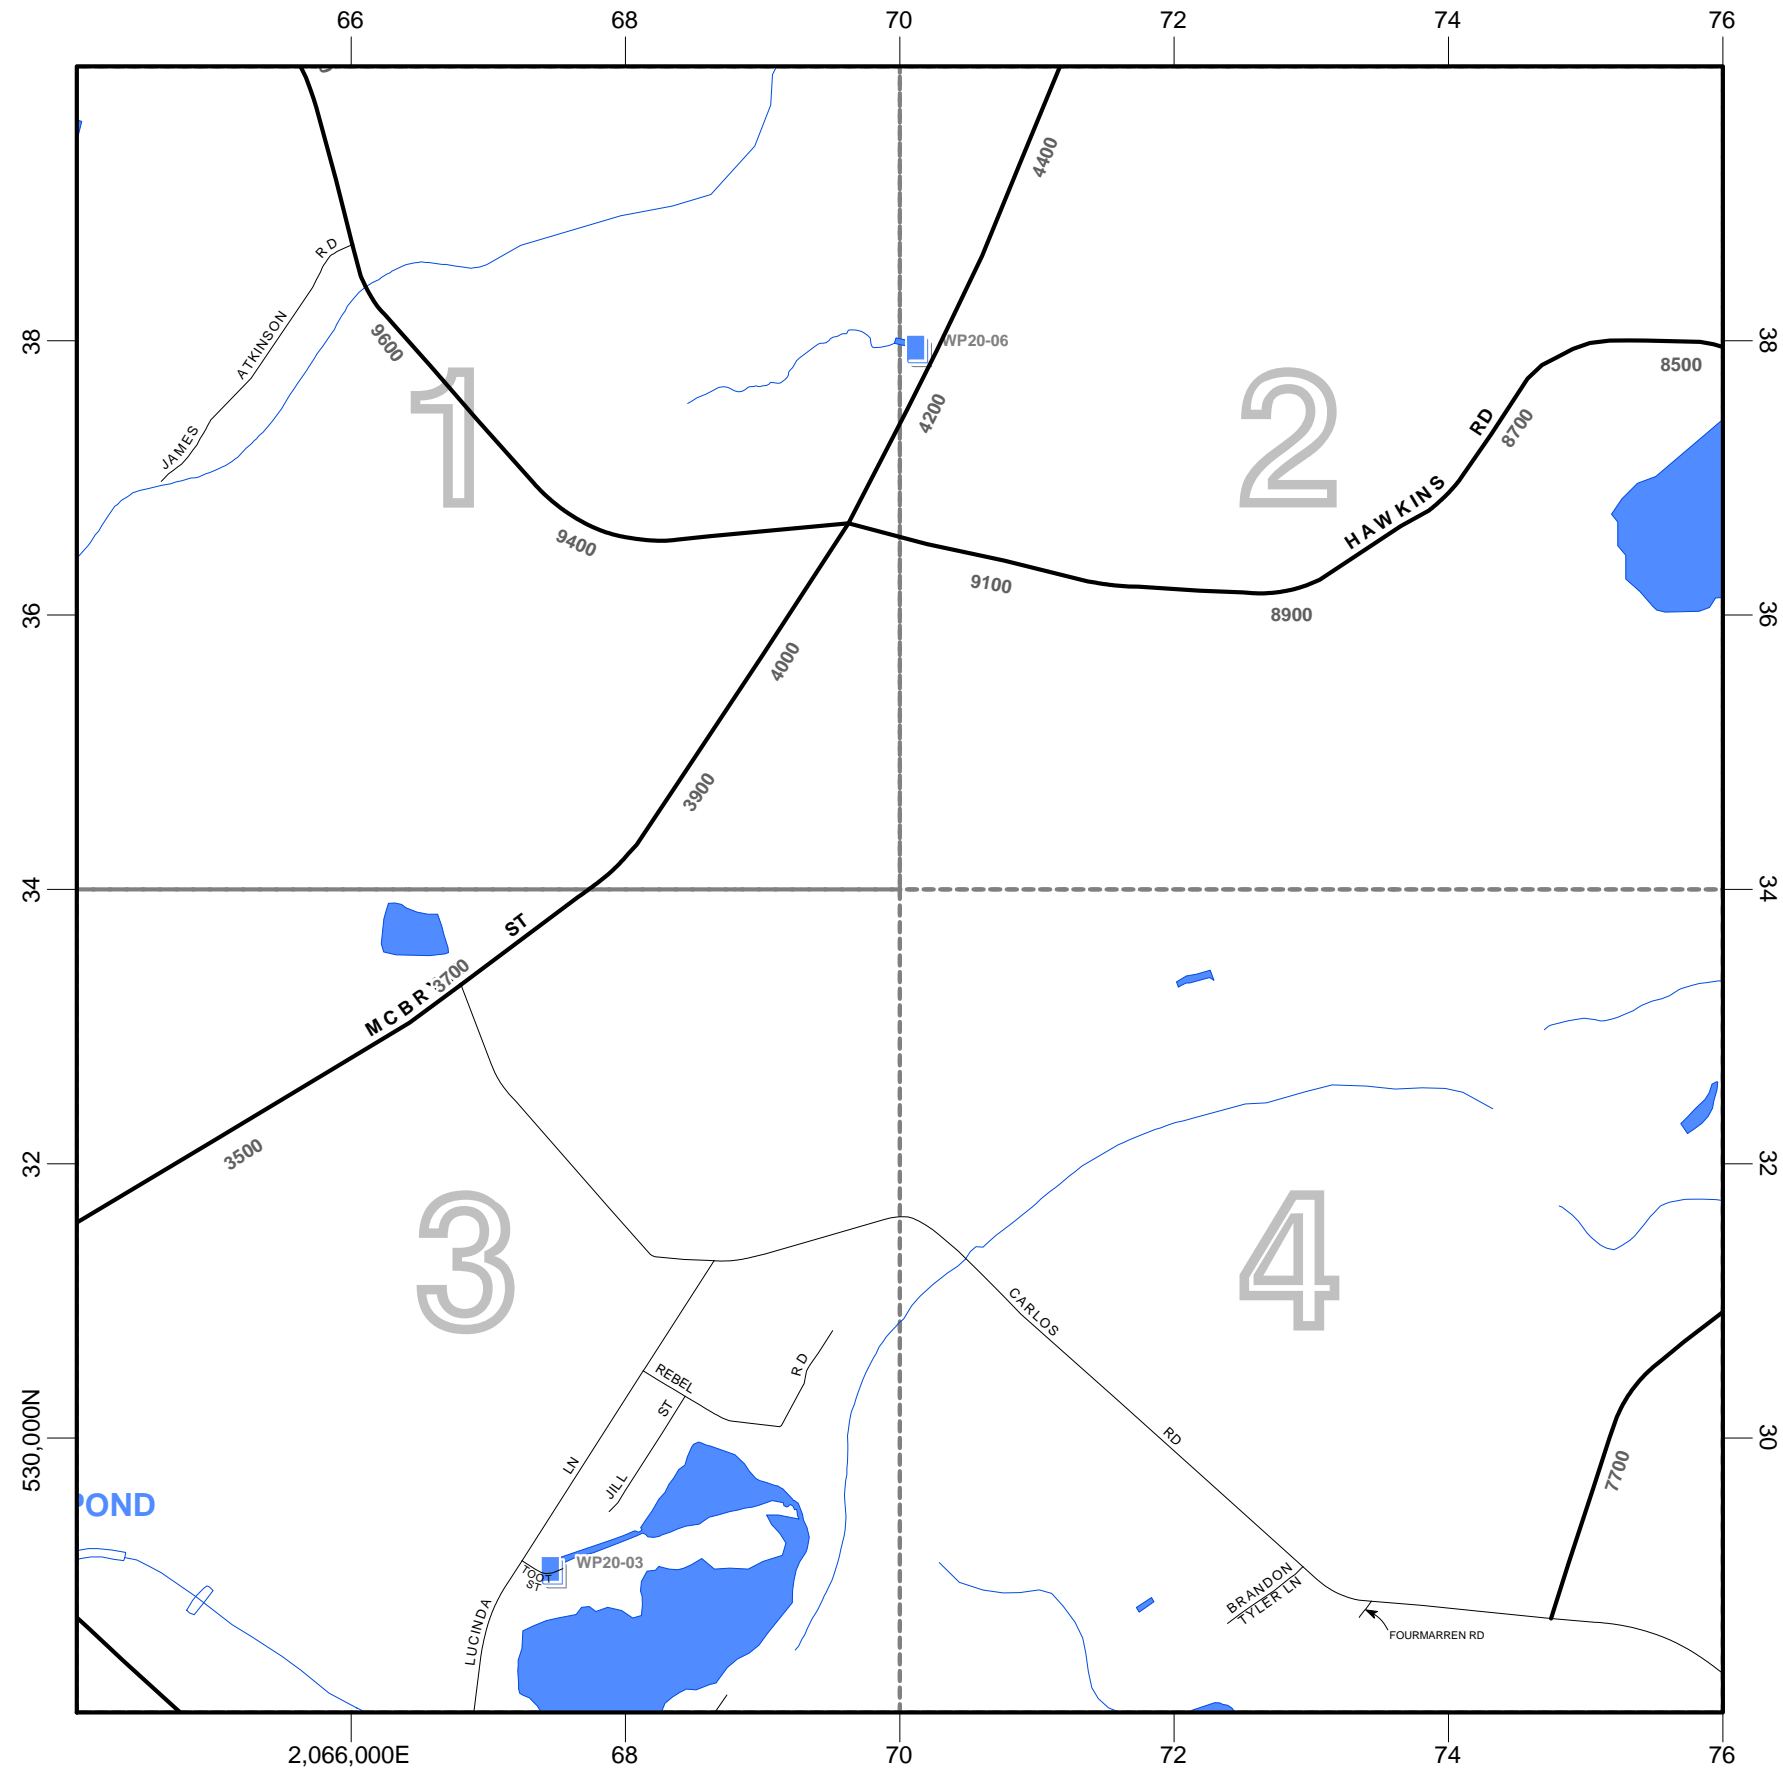 66 68 70 72 74 76
4400
RD
ATKINSON
JAMES
38
9600
WP20-06
38
8500
1
4200
2
RD
8700
HAWKINS
9400
9100
36
8900
36
4000
3900
34
34
ST
3700
MCBR
3500
32
32
3
4
CARLOS
REBEL
RD
ST
JILL
LN
RD
530,000N
30
7700
POND
WP20-03
TOOT
ST
LUCINDA
BRANDON
TYLER LN
FOURMARREN RD
2,066,000E 68 70 72 74 76